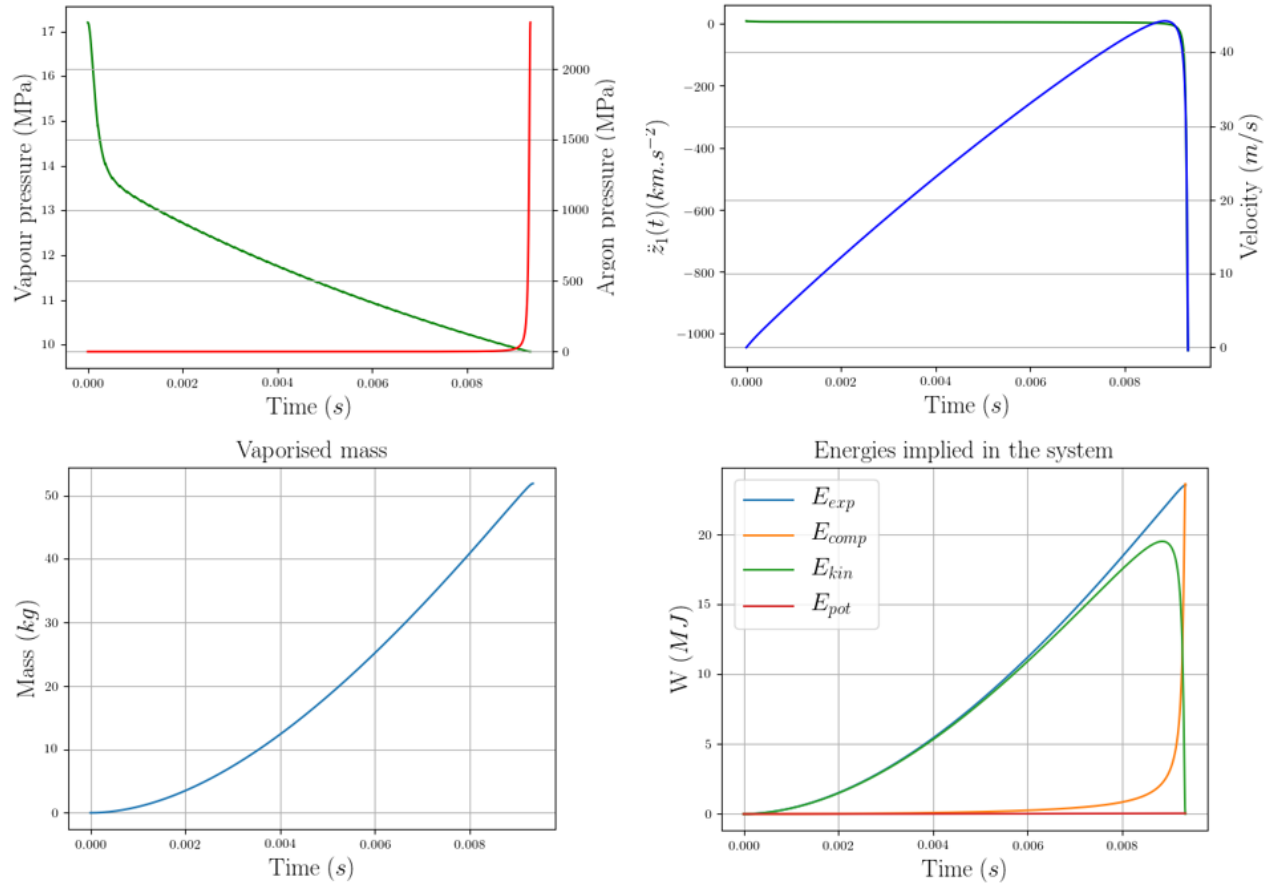 17
16
15
14
13
12
11
10
Vapour pressure (MPa)
2000
1500
1000
500
0
Argon pressure (MPa)
0.000 0.002 0.004 0.006 0.008
Time (s)
0
−200
−400
−600
−800
−1000
z̈₁(t)(km.s⁻²)
40
30
20
10
0
Velocity (m/s)
0.000 0.002 0.004 0.006 0.008
Time (s)
Vaporised mass
50
40
30
20
10
0
Mass (kg)
0.000 0.002 0.004 0.006 0.008
Time (s)
Energies implied in the system
E_exp
E_comp
E_kin
E_pot
20
15
10
5
0
W (MJ)
0.000 0.002 0.004 0.006 0.008
Time (s)